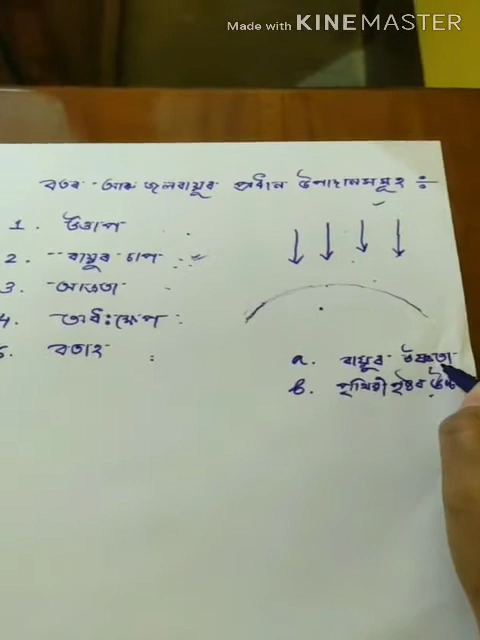 Made with KINEMASTER
বতৰ আৰু জলবায়ুৰ প্ৰধান উপাদানসমূহ ÷
1. উত্তাপ
2. বায়ুৰ চাপ
3. আৰ্দ্ৰতা
4. অধঃক্ষেপ
5. বতাহ
a. বায়ুৰ উষ্ণতা
b. পৃথিৱী পৃষ্ঠৰ